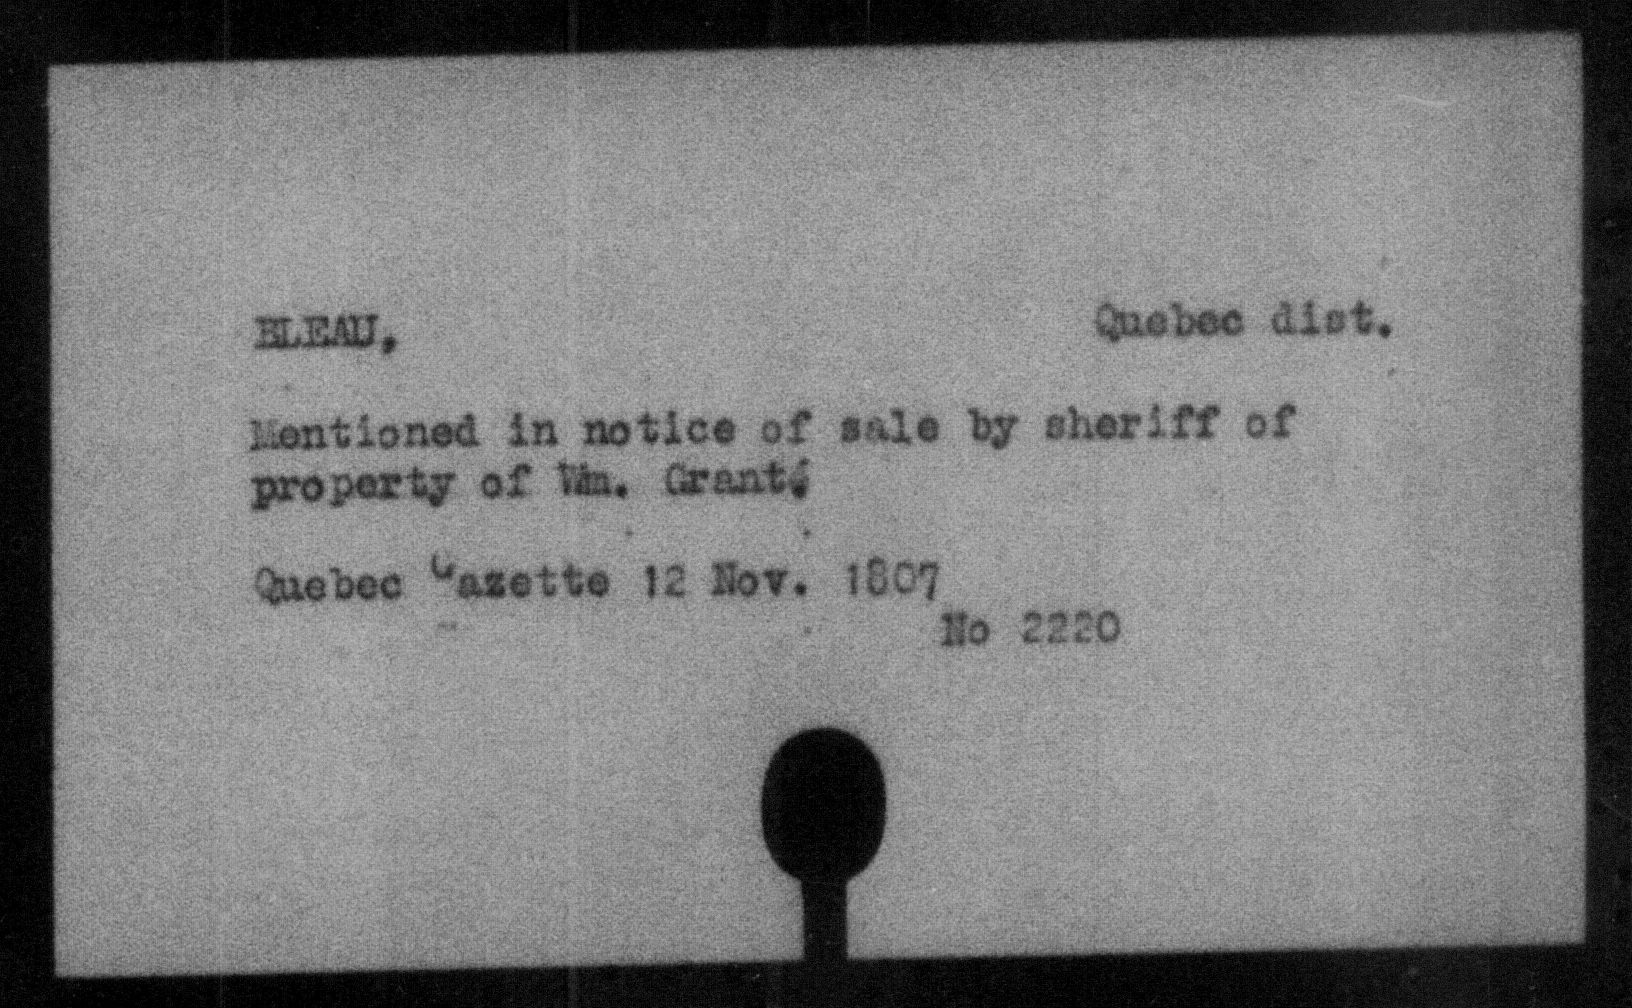 BLEAU, Quebec dist.
Mentioned in notice of sale by sheriff of
property of Wm. Grant.
Quebec Gazette 12 Nov. 1807
No 2220